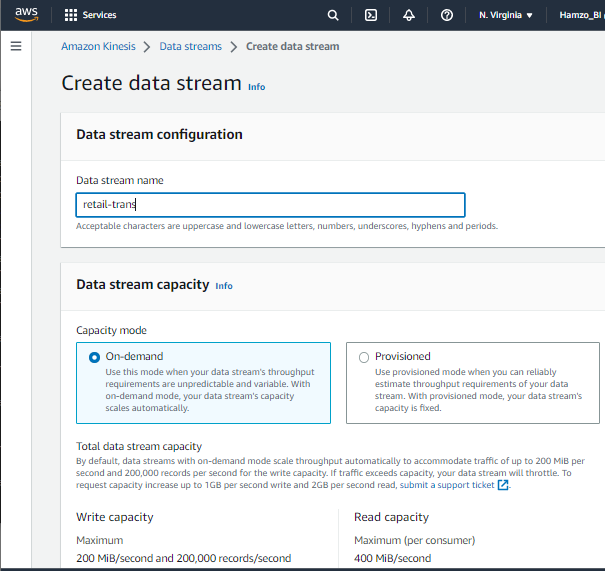 aws
Services
N. Virginia ▼
Hamzo_BI
Amazon Kinesis > Data streams > Create data stream
Create data stream Info
Data stream configuration
Data stream name
retail-trans
Acceptable characters are uppercase and lowercase letters, numbers, underscores, hyphens and periods.
Data stream capacity Info
Capacity mode
On-demand
Use this mode when your data stream's throughput
requirements are unpredictable and variable. With
on-demand mode, your data stream's capacity
scales automatically.
Provisioned
Use provisioned mode when you can reliably
estimate throughput requirements of your data
stream. With provisioned mode, your data stream's
capacity is fixed.
Total data stream capacity
By default, data streams with on-demand mode scale throughput automatically to accommodate traffic of up to 200 MiB per
second and 200,000 records per second for the write capacity. If traffic exceeds capacity, your data stream will throttle. To
request capacity increase up to 1GB per second write and 2GB per second read, submit a support ticket.
Write capacity
Maximum
200 MiB/second and 200,000 records/second
Read capacity
Maximum (per consumer)
400 MiB/second